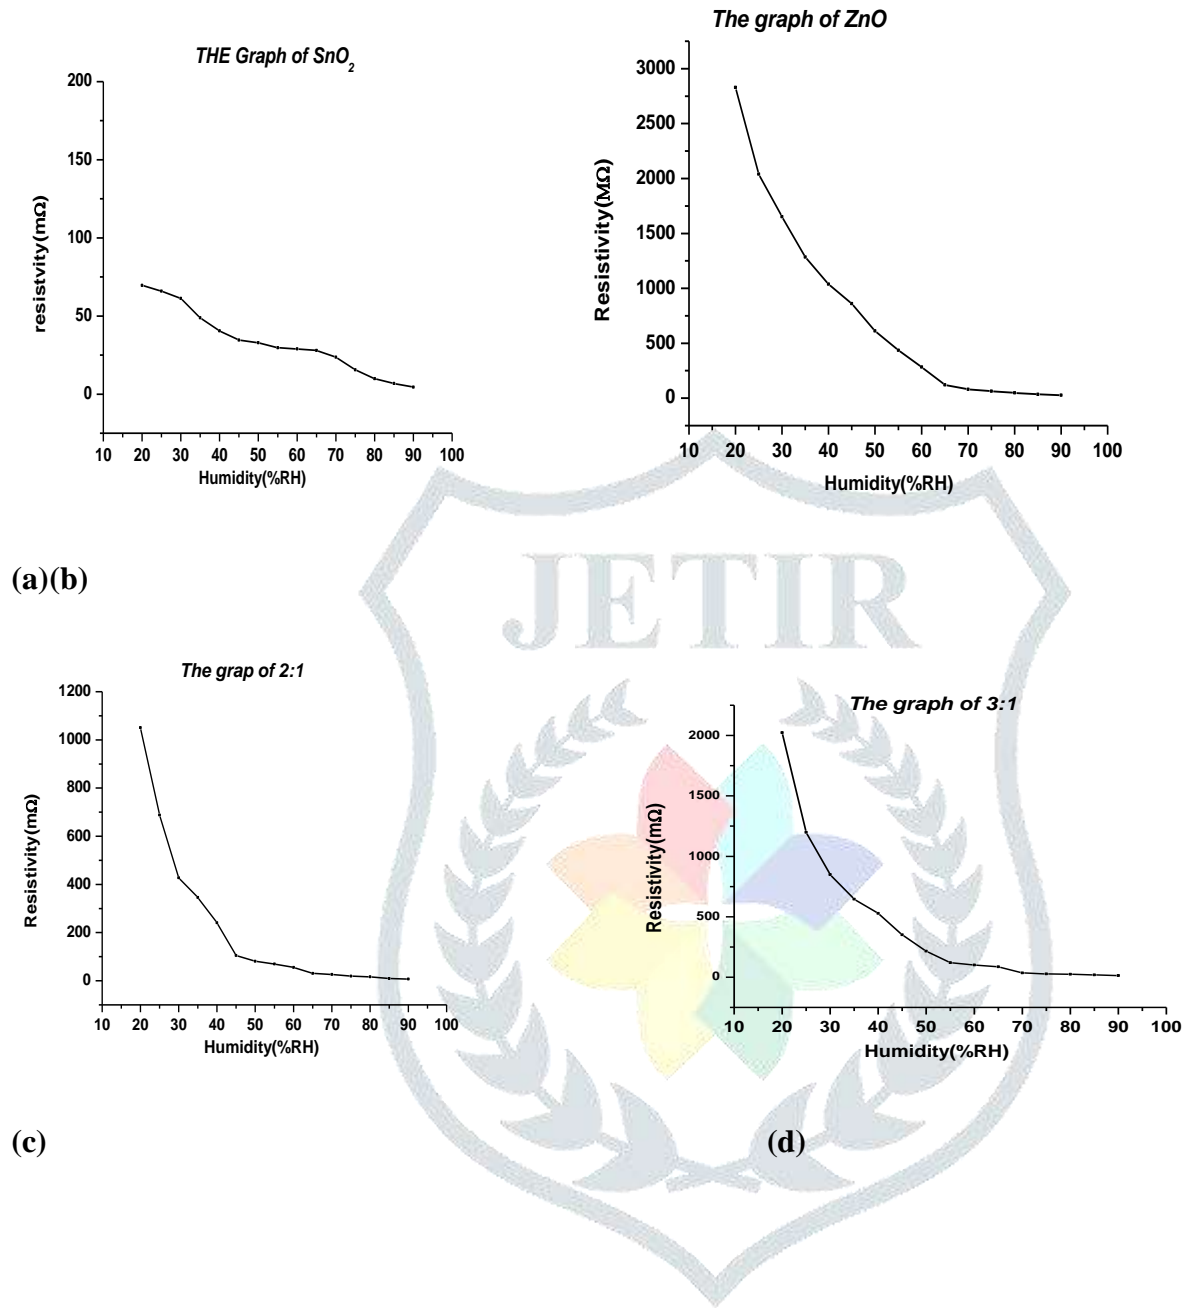 THE Graph of SnO₂
200
150
100
50
0
resistvity(mΩ)
10 20 30 40 50 60 70 80 90 100
Humidity(%RH)
The graph of ZnO
3000
2500
2000
1500
1000
500
0
Resistivity(MΩ)
10 20 30 40 50 60 70 80 90 100
Humidity(%RH)
(a)(b)
JETIR
The grap of 2:1
1200
1000
800
600
400
200
0
Resistivity(mΩ)
10 20 30 40 50 60 70 80 90 100
Humidity(%RH)
The graph of 3:1
2000
1500
1000
500
0
Resistivity(mΩ)
10 20 30 40 50 60 70 80 90 100
Humidity(%RH)
(c) (d)